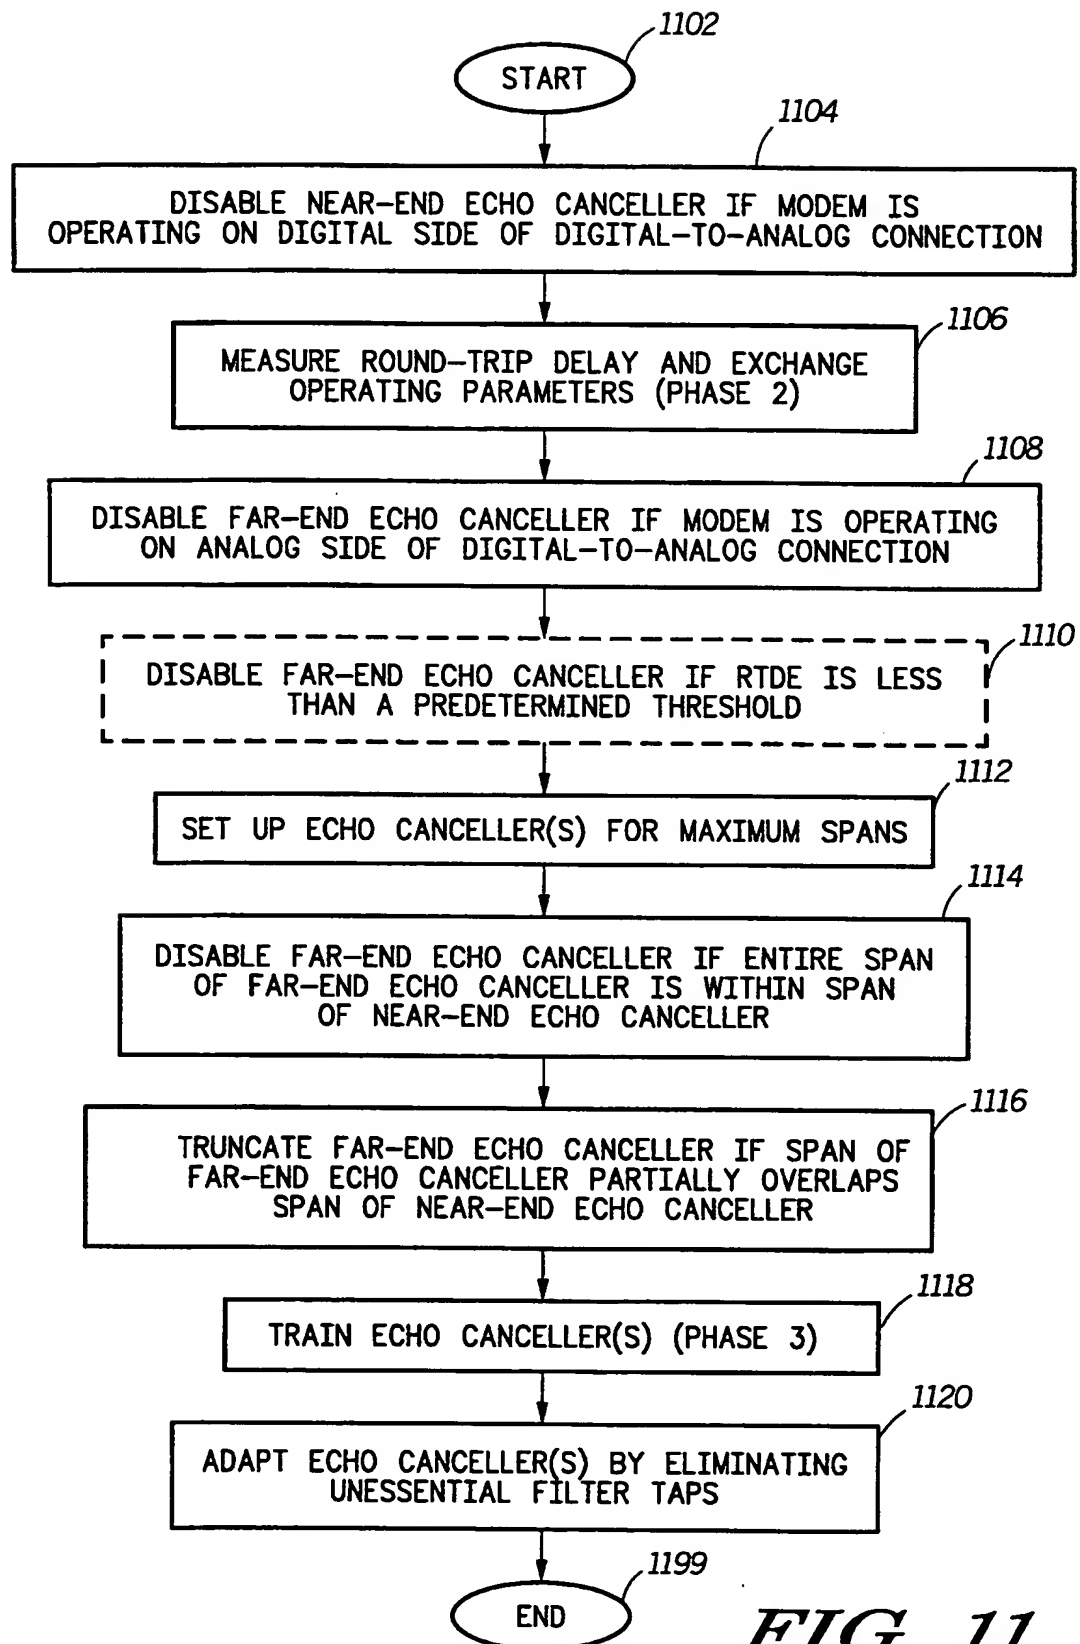 1102
START
1104
DISABLE NEAR-END ECHO CANCELLER IF MODEM IS
OPERATING ON DIGITAL SIDE OF DIGITAL-TO-ANALOG CONNECTION
1106
MEASURE ROUND-TRIP DELAY AND EXCHANGE
OPERATING PARAMETERS (PHASE 2)
1108
DISABLE FAR-END ECHO CANCELLER IF MODEM IS OPERATING
ON ANALOG SIDE OF DIGITAL-TO-ANALOG CONNECTION
1110
DISABLE FAR-END ECHO CANCELLER IF RTDE IS LESS
THAN A PREDETERMINED THRESHOLD
1112
SET UP ECHO CANCELLER(S) FOR MAXIMUM SPANS
1114
DISABLE FAR-END ECHO CANCELLER IF ENTIRE SPAN
OF FAR-END ECHO CANCELLER IS WITHIN SPAN
OF NEAR-END ECHO CANCELLER
1116
TRUNCATE FAR-END ECHO CANCELLER IF SPAN OF
FAR-END ECHO CANCELLER PARTIALLY OVERLAPS
SPAN OF NEAR-END ECHO CANCELLER
1118
TRAIN ECHO CANCELLER(S) (PHASE 3)
1120
ADAPT ECHO CANCELLER(S) BY ELIMINATING
UNESSENTIAL FILTER TAPS
1199
END
FIG. 11